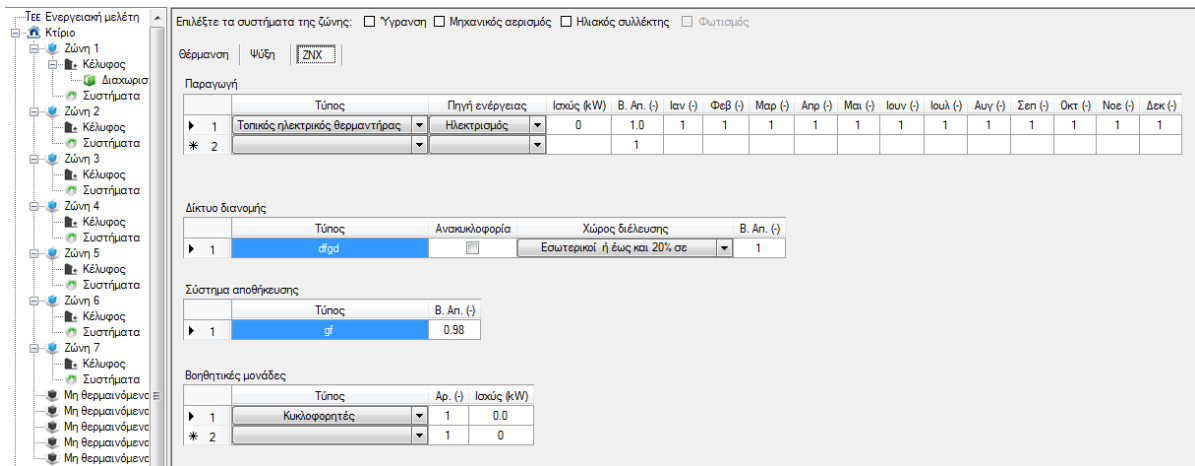 ΤΕΕ Ενεργειακή μελέτη
Κτίριο
Ζώνη 1
Κέλυφος
Διαχωρισ
Συστήματα
Ζώνη 2
Κέλυφος
Συστήματα
Ζώνη 3
Κέλυφος
Συστήματα
Ζώνη 4
Κέλυφος
Συστήματα
Ζώνη 5
Κέλυφος
Συστήματα
Ζώνη 6
Κέλυφος
Συστήματα
Ζώνη 7
Κέλυφος
Συστήματα
Μη θερμαινόμενο
Μη θερμαινόμενο
Μη θερμαινόμενο
Μη θερμαινόμενο
Μη θερμαινόμενο
Επιλέξτε τα συστήματα της ζώνης: Ύγρανση Μηχανικός αερισμός Ηλιακός συλλέκτης Φωτισμός
Θέρμανση Ψύξη ΖΝΧ
Παραγωγή
Τύπος Πηγή ενέργειας Ισχύς (kW) Β. Απ. (-) Ιαν (-) Φεβ (-) Μαρ (-) Απρ (-) Μαι (-) Ιουν (-) Ιουλ (-) Αυγ (-) Σεπ (-) Οκτ (-) Νοε (-) Δεκ (-)
1 Τοπικός ηλεκτρικός θερμαντήρας Ηλεκτρισμός 0 1.0 1 1 1 1 1 1 1 1 1 1 1 1
2 1
Δίκτυο διανομής
Τύπος Ανακυκλοφορία Χώρος διέλευσης Β. Απ. (-)
1 dfgd Εσωτερικοί ή έως και 20% σε 1
Σύστημα αποθήκευσης
Τύπος Β. Απ. (-)
1 gf 0.98
Βοηθητικές μονάδες
Τύπος Αρ. (-) Ισχύς (kW)
1 Κυκλοφορητές 1 0.0
2 1 0